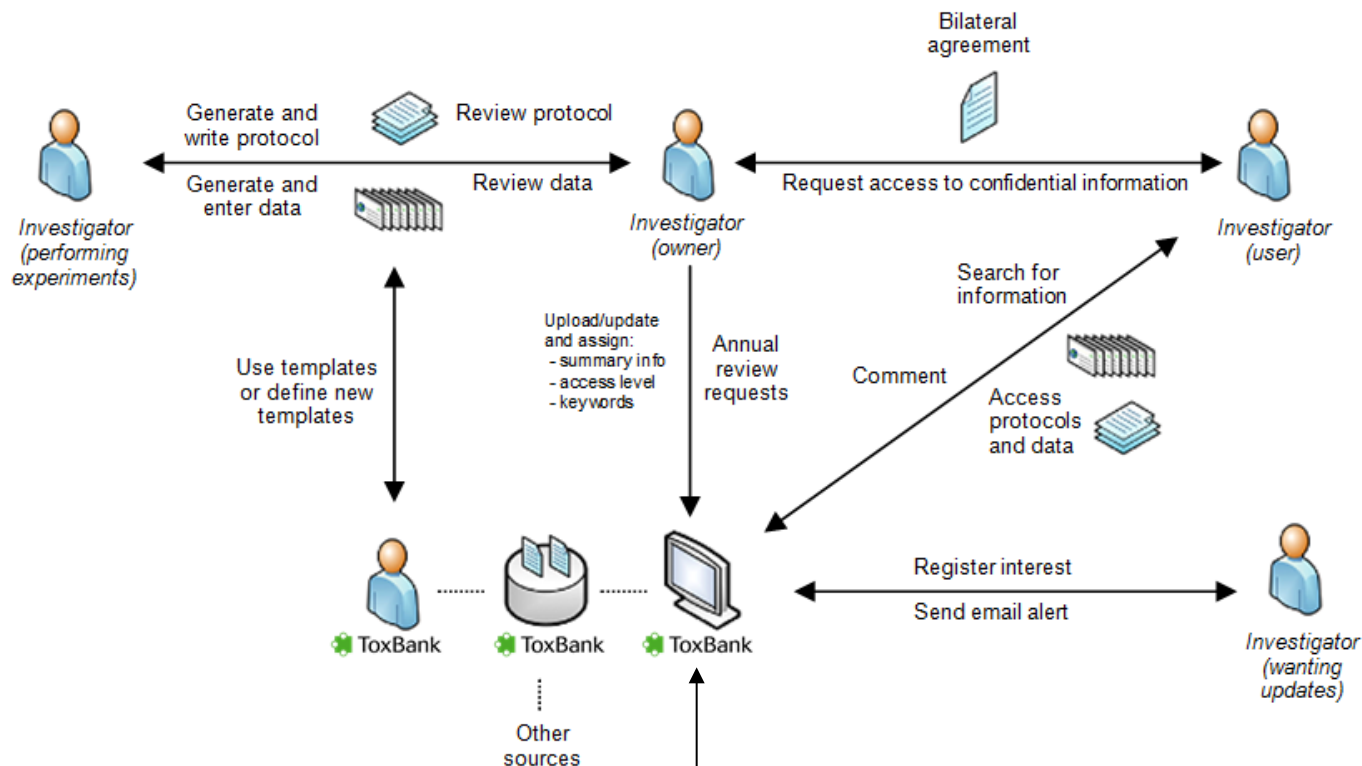 Bilateral
agreement
Generate and
write protocol
Review protocol
Generate and
enter data
Review data
Request access to confidential information
Investigator
(performing
experiments)
Investigator
(owner)
Investigator
(user)
Search for
information
Upload/update
and assign:
- summary info
- access level
- keywords
Annual
review
requests
Use templates
or define new
templates
Comment
Access
protocols
and data
Register interest
Send email alert
ToxBank
ToxBank
ToxBank
Investigator
(wanting
updates)
Other
sources